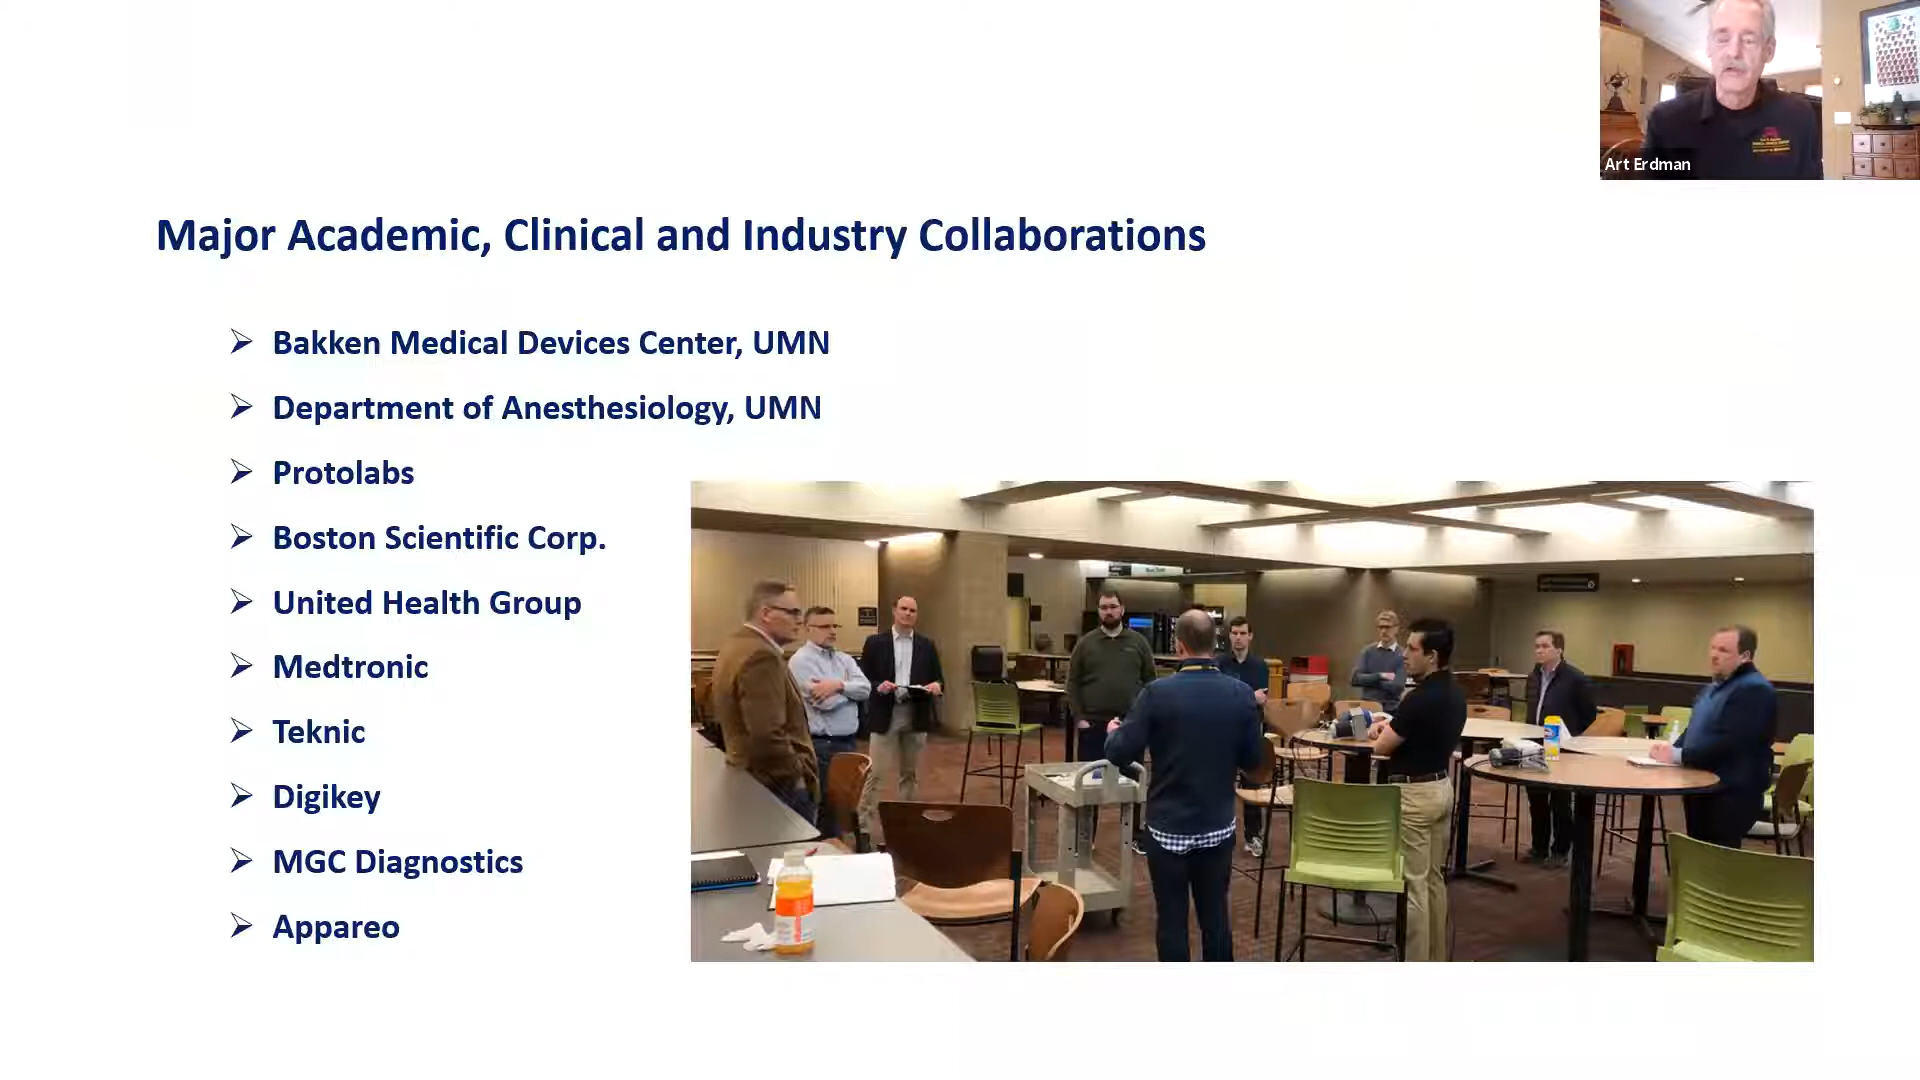 Art Erdman
Major Academic, Clinical and Industry Collaborations
Bakken Medical Devices Center, UMN
Department of Anesthesiology, UMN
Protolabs
Boston Scientific Corp.
United Health Group
Medtronic
Teknic
Digikey
MGC Diagnostics
Appareo